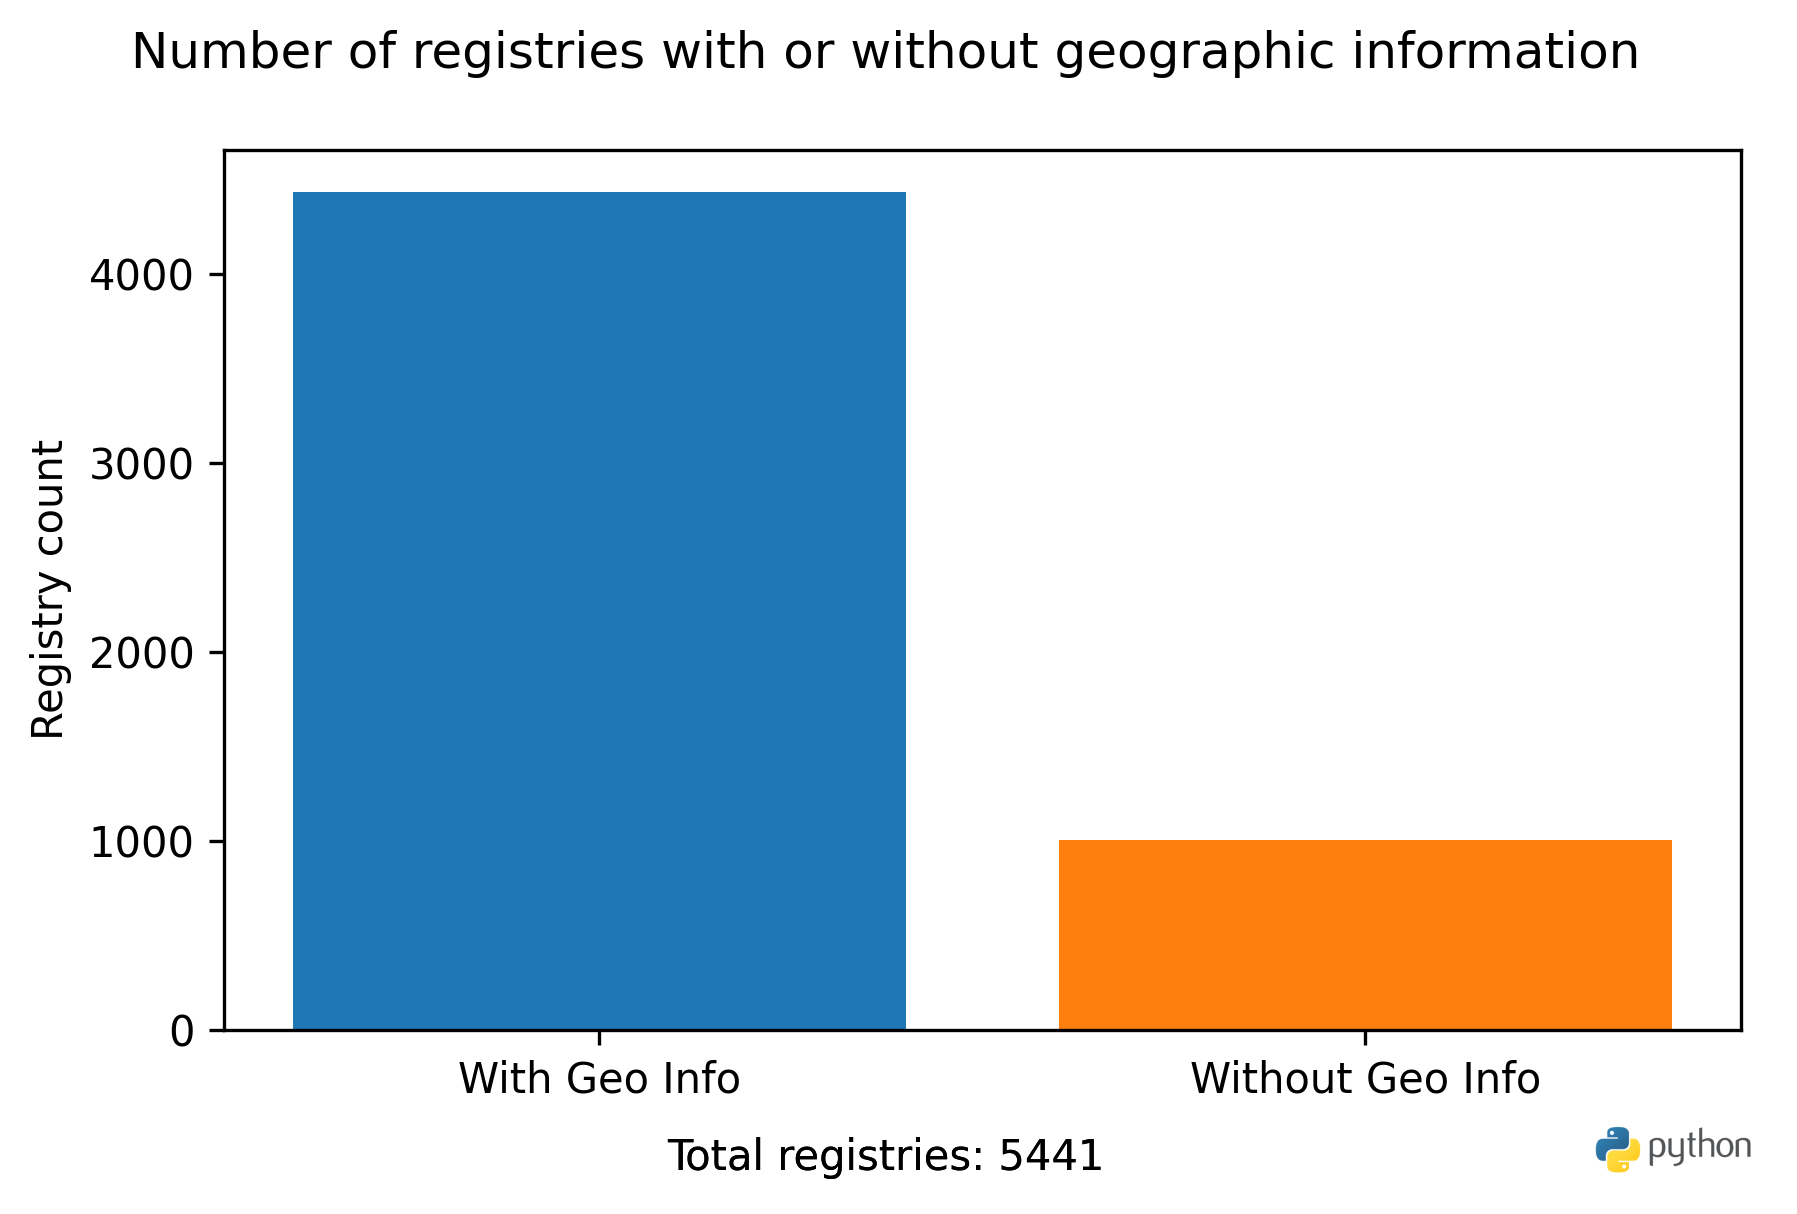 Number of registries with or without geographic information
Registry count
4000
3000
2000
1000
0
With Geo Info
Without Geo Info
Total registries: 5441
python